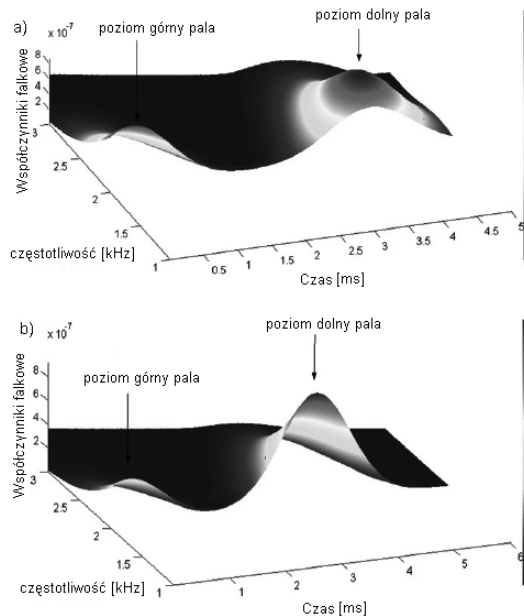 a)
x 10⁻⁷
poziom górny pala
poziom dolny pala
8
6
4
2
Współczynniki falkowe
3
2.5
2
1.5
1
częstotliwość [kHz]
0.5
1
1.5
2
2.5
3
3.5
4
4.5
5
Czas [ms]
b)
x 10⁻⁷
poziom dolny pala
poziom górny pala
8
6
4
2
Współczynniki falkowe
3
2.5
2
1.5
1
częstotliwość [kHz]
1
2
3
4
5
6
Czas [ms]